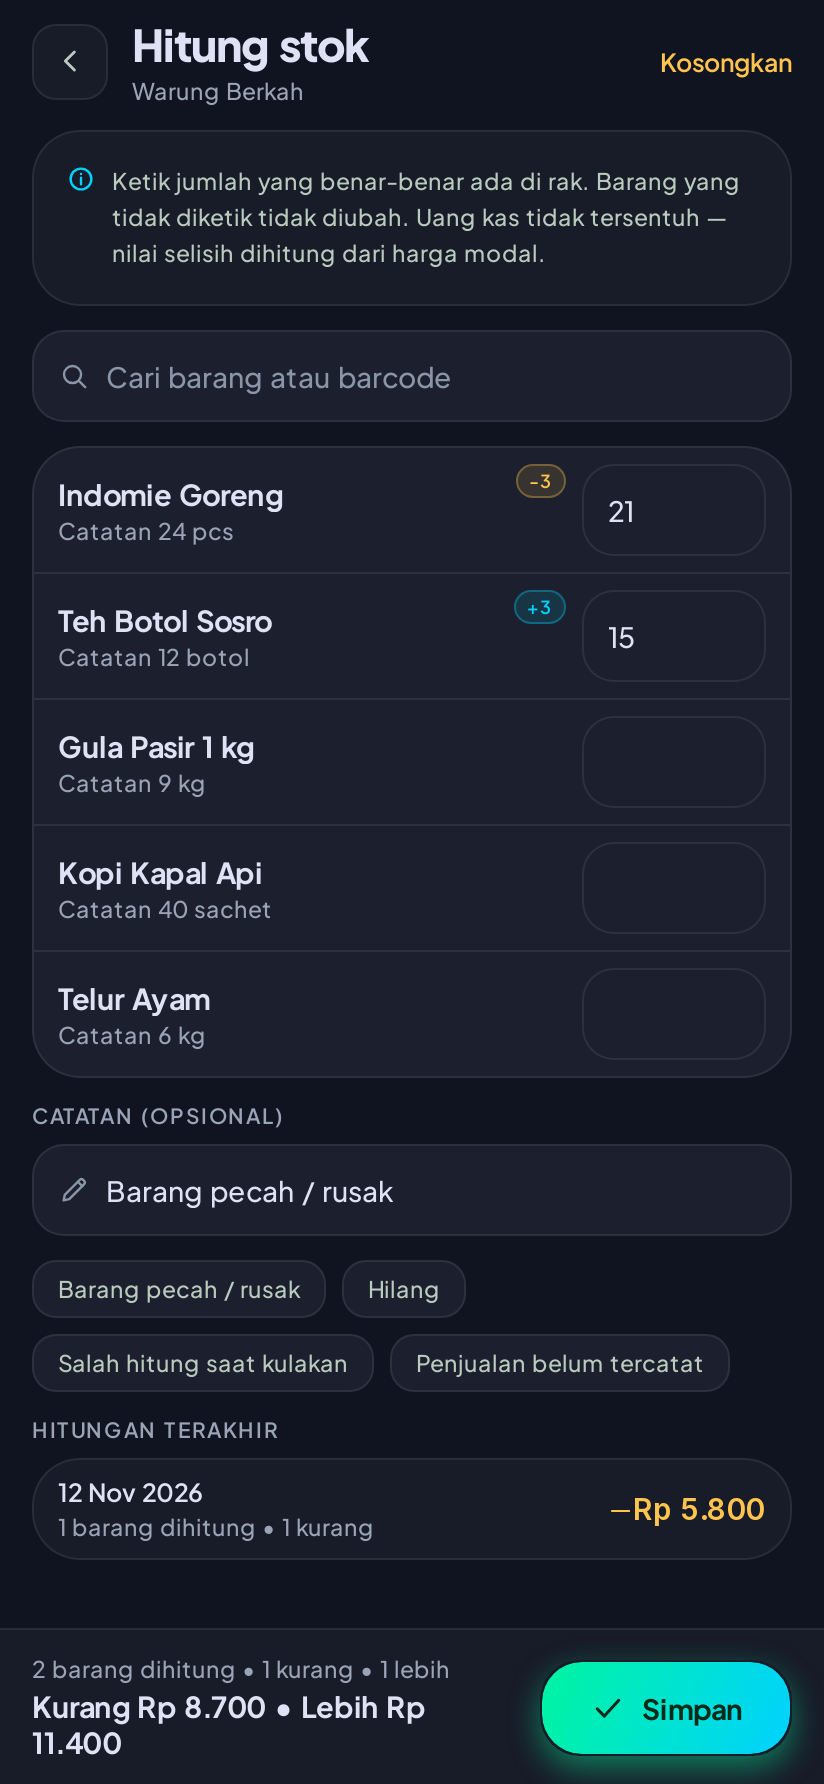 Hitung stok
Warung Berkah
Kosongkan
Ketik jumlah yang benar-benar ada di rak. Barang yang
tidak diketik tidak diubah. Uang kas tidak tersentuh —
nilai selisih dihitung dari harga modal.
Cari barang atau barcode
Indomie Goreng
Catatan 24 pcs
-3
21
Teh Botol Sosro
Catatan 12 botol
+3
15
Gula Pasir 1 kg
Catatan 9 kg
Kopi Kapal Api
Catatan 40 sachet
Telur Ayam
Catatan 6 kg
CATATAN (OPSIONAL)
Barang pecah / rusak
Barang pecah / rusak
Hilang
Salah hitung saat kulakan
Penjualan belum tercatat
HITUNGAN TERAKHIR
12 Nov 2026
1 barang dihitung • 1 kurang
—Rp 5.800
2 barang dihitung • 1 kurang • 1 lebih
Kurang Rp 8.700 • Lebih Rp
11.400
Simpan